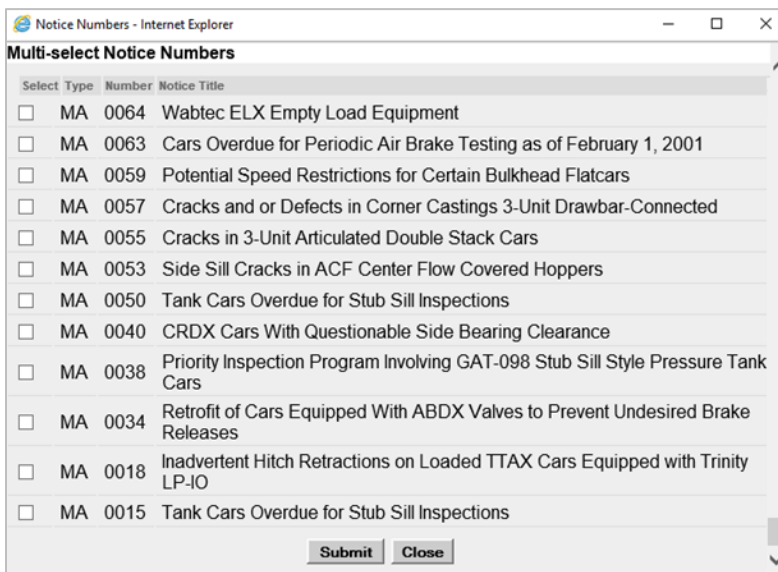 Notice Numbers - Internet Explorer
Multi-select Notice Numbers
Select Type Number Notice Title
MA 0064 Wabtec ELX Empty Load Equipment
MA 0063 Cars Overdue for Periodic Air Brake Testing as of February 1, 2001
MA 0059 Potential Speed Restrictions for Certain Bulkhead Flatcars
MA 0057 Cracks and or Defects in Corner Castings 3-Unit Drawbar-Connected
MA 0055 Cracks in 3-Unit Articulated Double Stack Cars
MA 0053 Side Sill Cracks in ACF Center Flow Covered Hoppers
MA 0050 Tank Cars Overdue for Stub Sill Inspections
MA 0040 CRDX Cars With Questionable Side Bearing Clearance
MA 0038 Priority Inspection Program Involving GAT-098 Stub Sill Style Pressure Tank
Cars
MA 0034 Retrofit of Cars Equipped With ABDX Valves to Prevent Undesired Brake
Releases
MA 0018 Inadvertent Hitch Retractions on Loaded TTAX Cars Equipped with Trinity
LP-IO
MA 0015 Tank Cars Overdue for Stub Sill Inspections
Submit Close